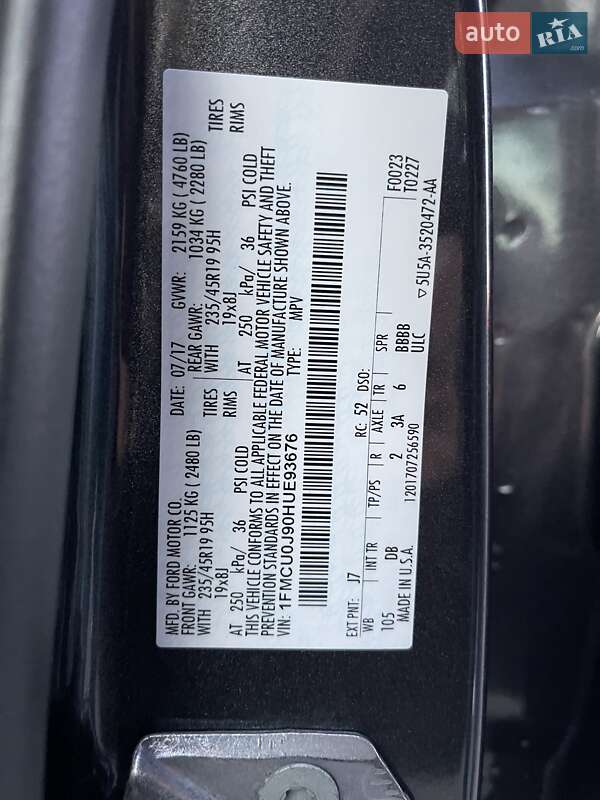 auto RIA .com
MFD. BY FORD MOTOR CO.
DATE: 07/17 GVWR: 2159 KG ( 4760 LB)
FRONT GAWR: 1125 KG ( 2480 LB) REAR GAWR: 1034 KG ( 2280 LB)
WITH 235/45R19 95H TIRES WITH 235/45R19 95H TIRES
19x8J RIMS 19x8J RIMS
AT 250 kPa/ 36 PSI COLD AT 250 kPa/ 36 PSI COLD
THIS VEHICLE CONFORMS TO ALL APPLICABLE FEDERAL MOTOR VEHICLE SAFETY AND THEFT
PREVENTION STANDARDS IN EFFECT ON THE DATE OF MANUFACTURE SHOWN ABOVE.
VIN: 1FMCU0J90HUE93676 TYPE: MPV
EXT PNT: J7 RC: 52 DSO: F0023
WB INT TR TP/PS R AXLE TR SPR T0227
105 DB 2 3A 6 BBBB
MADE IN U.S.A. 1201707256590 ULC ▽5U5A-3520472-AA